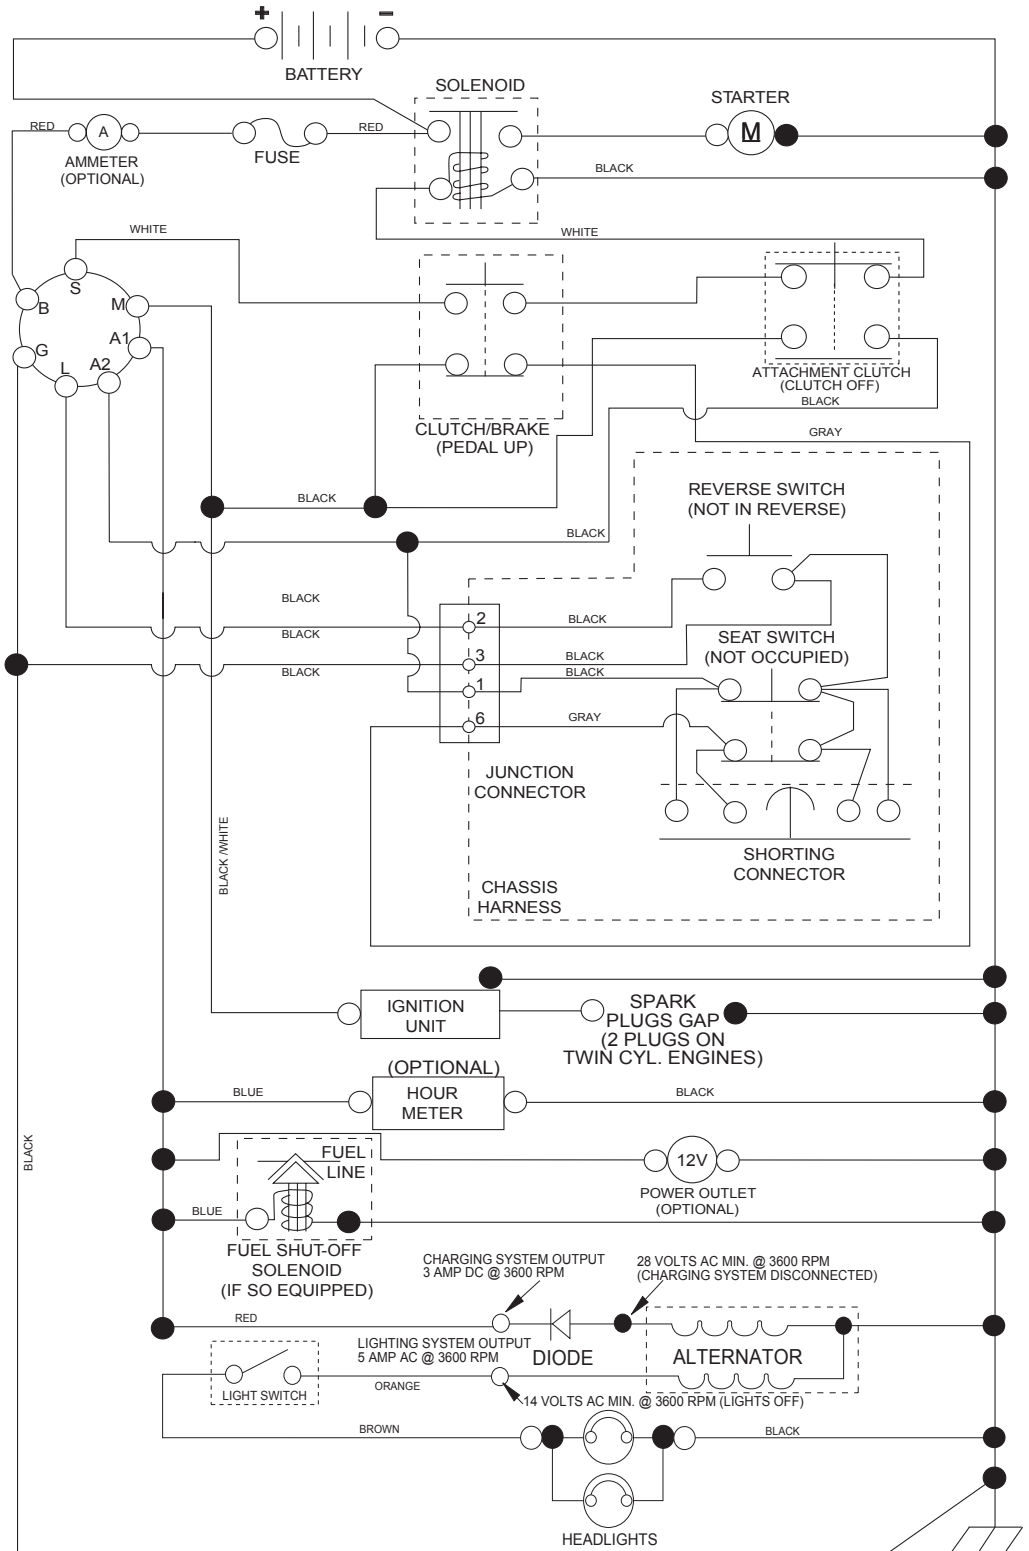 + –
BATTERY
SOLENOID
STARTER
RED
A
RED
M
AMMETER
(OPTIONAL)
FUSE
BLACK
WHITE
WHITE
S
B
M
G
A1
L
A2
ATTACHMENT CLUTCH
(CLUTCH OFF)
BLACK
CLUTCH/BRAKE
(PEDAL UP)
GRAY
REVERSE SWITCH
(NOT IN REVERSE)
BLACK
BLACK
BLACK
2
BLACK
BLACK
SEAT SWITCH
(NOT OCCUPIED)
3
BLACK
BLACK
BLACK
1
6
GRAY
JUNCTION
CONNECTOR
BLACK /WHITE
SHORTING
CONNECTOR
CHASSIS
HARNESS
IGNITION
UNIT
SPARK
PLUGS GAP
(2 PLUGS ON
TWIN CYL. ENGINES)
(OPTIONAL)
BLUE
HOUR
METER
BLACK
BLACK
FUEL
LINE
12V
POWER OUTLET
(OPTIONAL)
BLUE
FUEL SHUT-OFF
SOLENOID
(IF SO EQUIPPED)
CHARGING SYSTEM OUTPUT
3 AMP DC @ 3600 RPM
28 VOLTS AC MIN. @ 3600 RPM
(CHARGING SYSTEM DISCONNECTED)
RED
LIGHTING SYSTEM OUTPUT
5 AMP AC @ 3600 RPM
DIODE
ALTERNATOR
LIGHT SWITCH
ORANGE
14 VOLTS AC MIN. @ 3600 RPM (LIGHTS OFF)
BROWN
BLACK
HEADLIGHTS